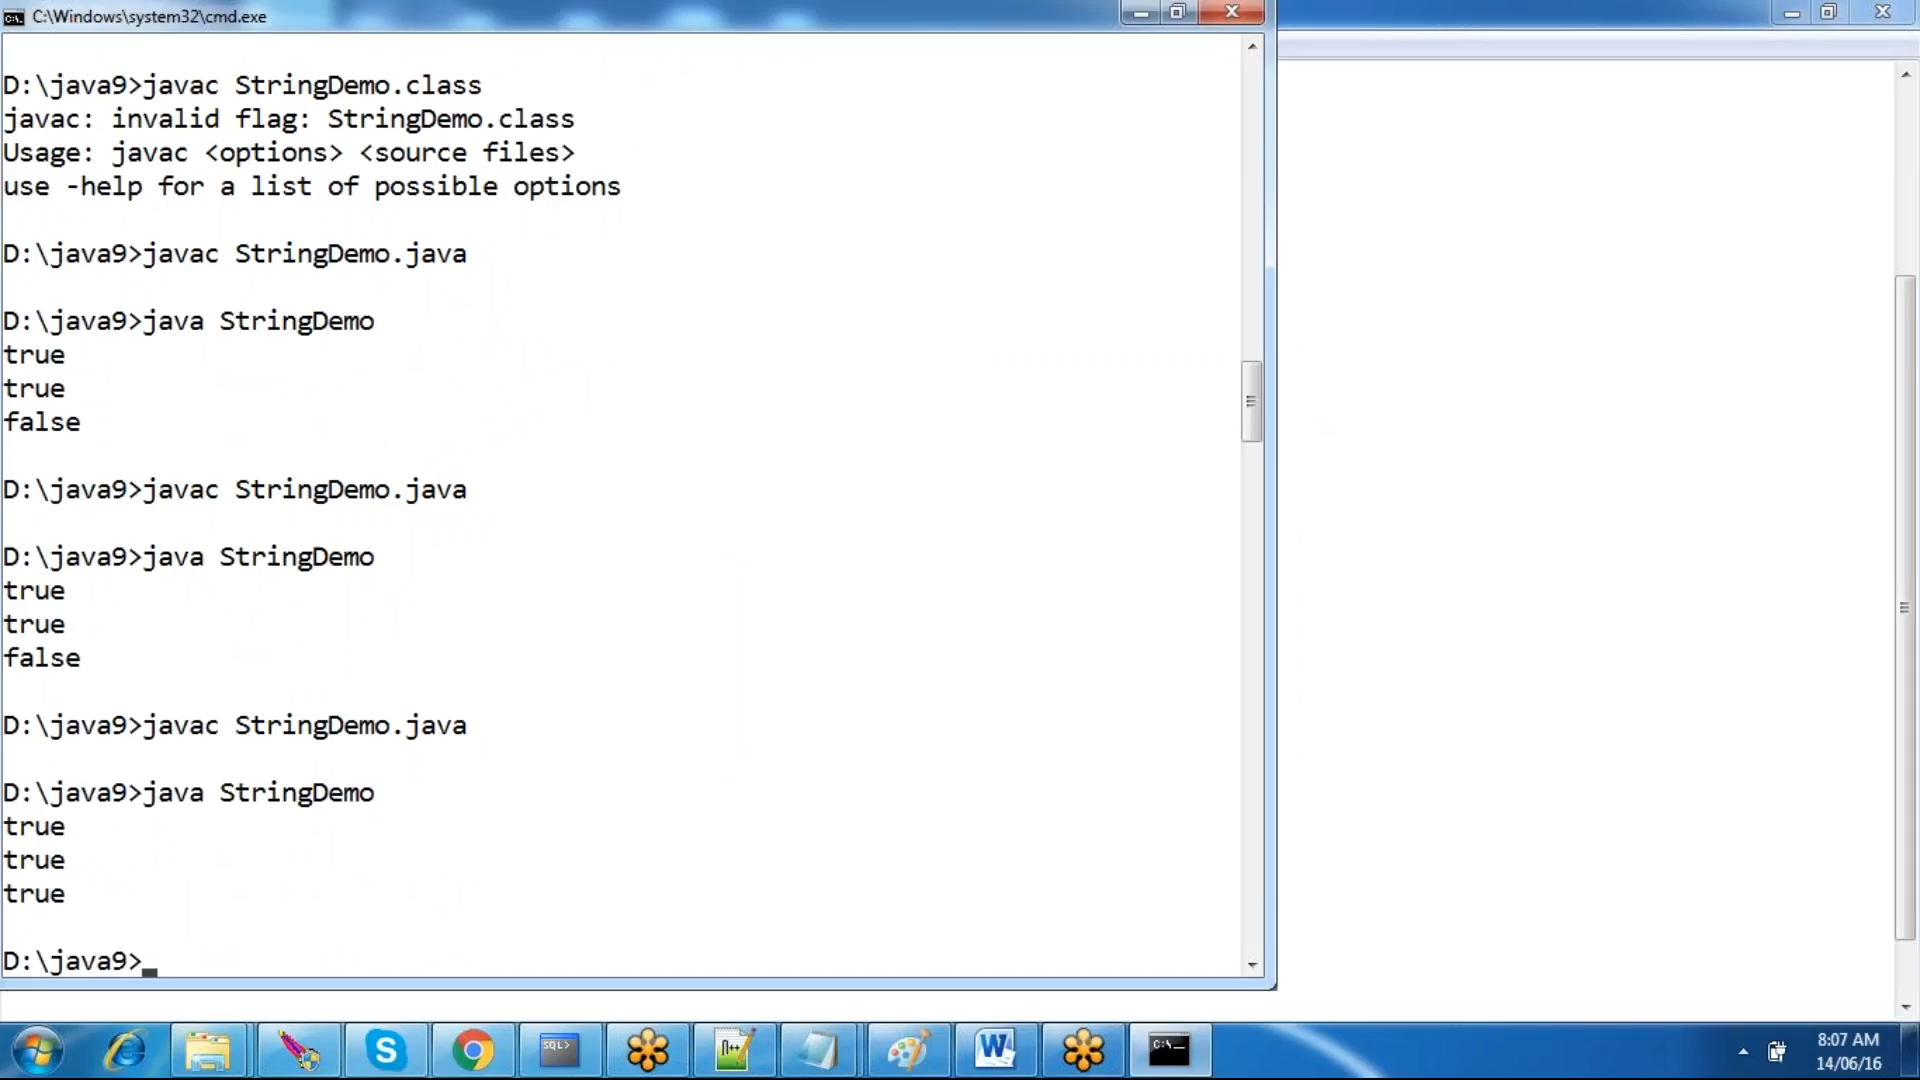 C:\Windows\system32\cmd.exe
D:\java9>javac StringDemo.class
javac: invalid flag: StringDemo.class
Usage: javac <options> <source files>
use -help for a list of possible options
D:\java9>javac StringDemo.java
D:\java9>java StringDemo
true
true
false
D:\java9>javac StringDemo.java
D:\java9>java StringDemo
true
true
false
D:\java9>javac StringDemo.java
D:\java9>java StringDemo
true
true
true
D:\java9>
8:07 AM
14/06/16